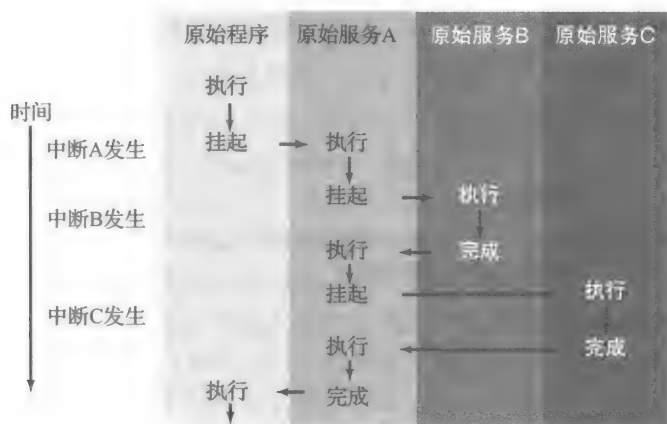 原始程序 原始服务A 原始服务B 原始服务C
执行
时间
中断A发生 挂起 执行
挂起 执行
中断B发生
执行 完成
挂起 执行
中断C发生
执行 完成
执行 完成